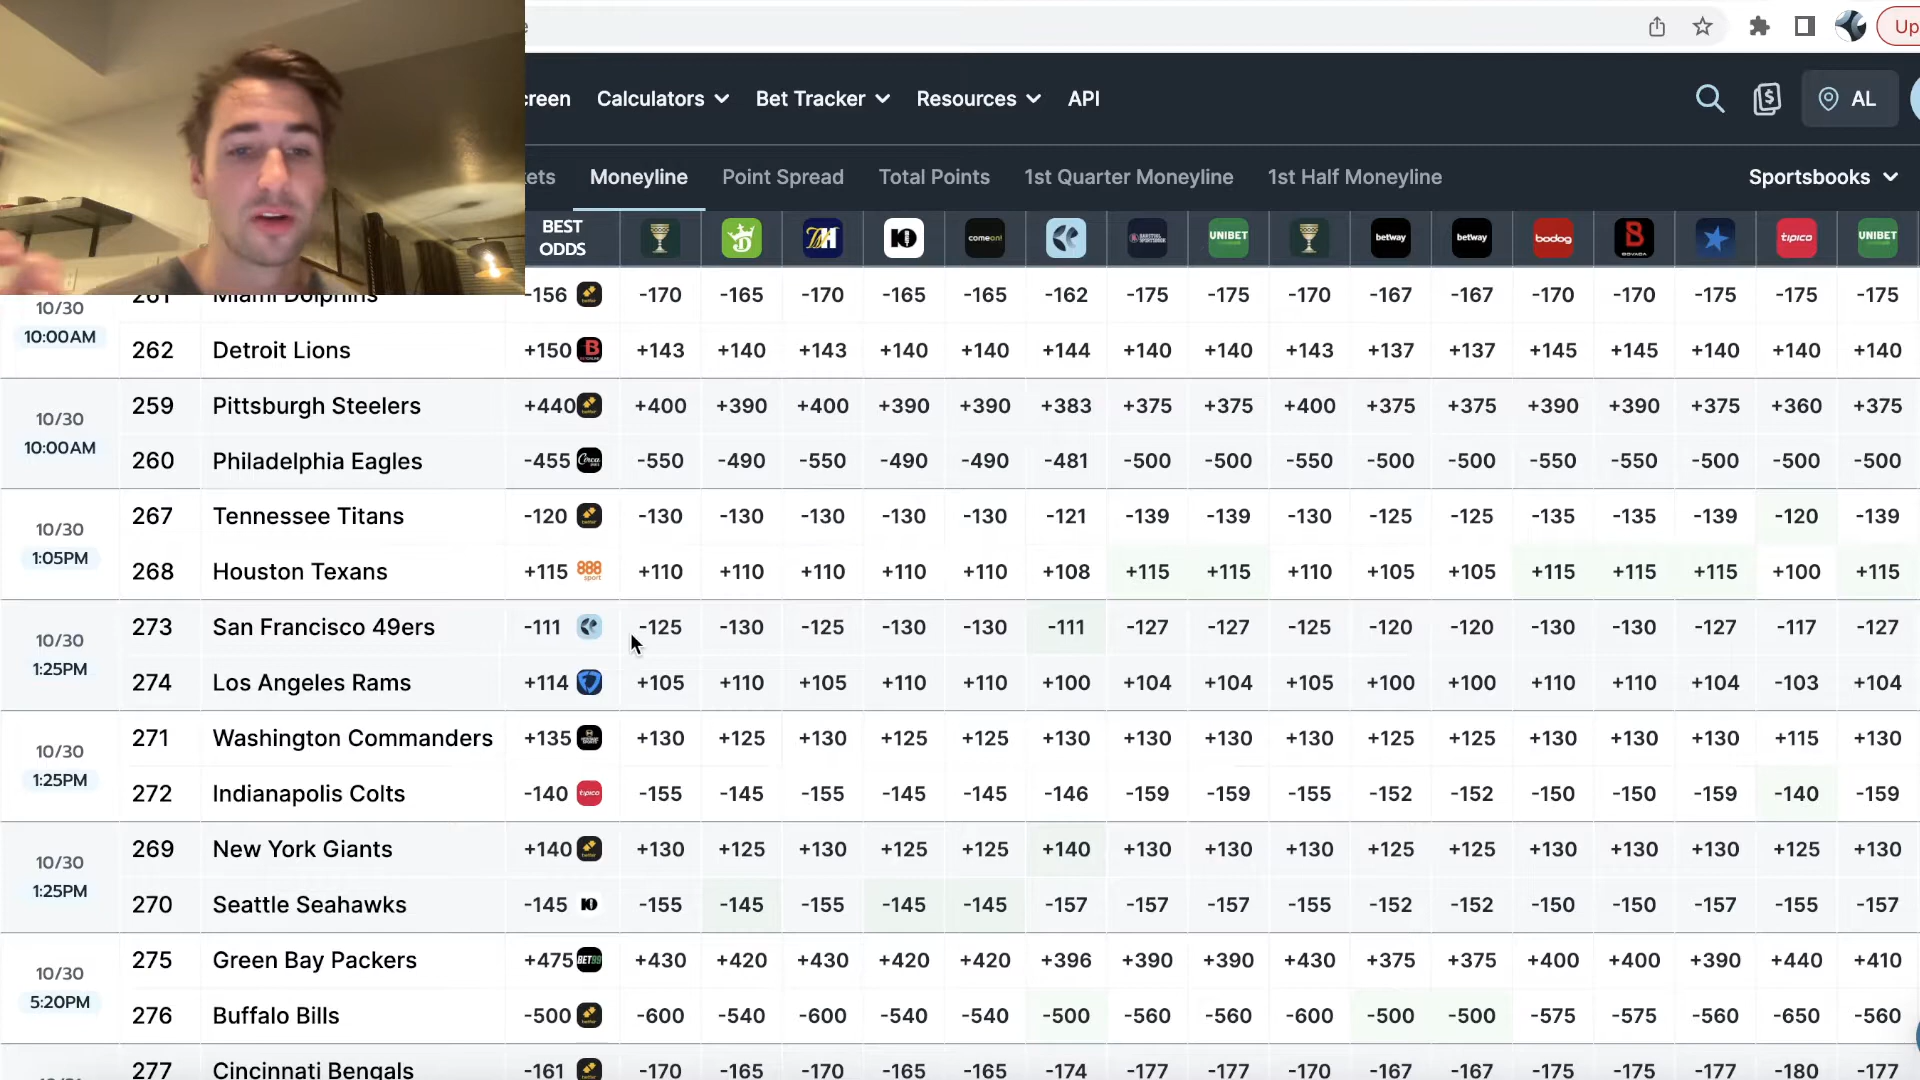 Up
creen Calculators Bet Tracker Resources API AL
ets Moneyline Point Spread Total Points 1st Quarter Moneyline 1st Half Moneyline Sportsbooks
BEST ODDS comeon! UNIBET betway betway bodog B BOVADA tipico UNIBET
10/30 10:00AM
261 Miami Dolphins -156 -170 -165 -170 -165 -165 -162 -175 -175 -170 -167 -167 -170 -170 -175 -175 -175
262 Detroit Lions +150 B +143 +140 +143 +140 +140 +144 +140 +140 +143 +137 +137 +145 +145 +140 +140 +140
10/30 10:00AM
259 Pittsburgh Steelers +440 +400 +390 +400 +390 +390 +383 +375 +375 +400 +375 +375 +390 +390 +375 +360 +375
260 Philadelphia Eagles -455 Circa -550 -490 -550 -490 -490 -481 -500 -500 -550 -500 -500 -550 -550 -500 -500 -500
10/30 1:05PM
267 Tennessee Titans -120 -130 -130 -130 -130 -130 -121 -139 -139 -130 -125 -125 -135 -135 -139 -120 -139
268 Houston Texans +115 888 sport +110 +110 +110 +110 +110 +108 +115 +115 +110 +105 +105 +115 +115 +115 +100 +115
10/30 1:25PM
273 San Francisco 49ers -111 -125 -130 -125 -130 -130 -111 -127 -127 -125 -120 -120 -130 -130 -127 -117 -127
274 Los Angeles Rams +114 +105 +110 +105 +110 +110 +100 +104 +104 +105 +100 +100 +110 +110 +104 -103 +104
10/30 1:25PM
271 Washington Commanders +135 +130 +125 +130 +125 +125 +130 +130 +130 +130 +125 +125 +130 +130 +130 +115 +130
272 Indianapolis Colts -140 tipico -155 -145 -155 -145 -145 -146 -159 -159 -155 -152 -152 -150 -150 -159 -140 -159
10/30 1:25PM
269 New York Giants +140 +130 +125 +130 +125 +125 +140 +130 +130 +130 +125 +125 +130 +130 +130 +125 +130
270 Seattle Seahawks -145 10 -155 -145 -155 -145 -145 -157 -157 -157 -155 -152 -152 -150 -150 -157 -155 -157
10/30 5:20PM
275 Green Bay Packers +475 BET99 +430 +420 +430 +420 +420 +396 +390 +390 +430 +375 +375 +400 +400 +390 +440 +410
276 Buffalo Bills -500 -600 -540 -600 -540 -540 -500 -560 -560 -600 -500 -500 -575 -575 -560 -650 -560
277 Cincinnati Bengals -161 -170 -165 -170 -165 -165 -174 -177 -177 -170 -167 -167 -175 -175 -177 -180 -177